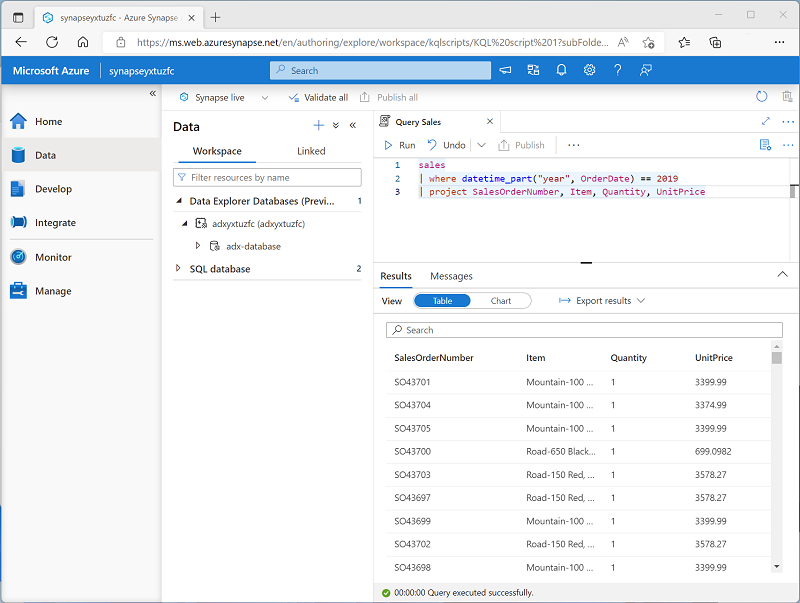 synapseyxtuzfc - Azure Synapse
https://ms.web.azuresynapse.net/en/authoring/explore/workspace/kqlscripts/KQL%20script%201?subFolde...
Microsoft Azure
synapseyxtuzfc
Search
Home
Data
Develop
Integrate
Monitor
Manage
Synapse live
Validate all
Publish all
Data
Workspace
Linked
Filter resources by name
Data Explorer Databases (Previ... 1
adxyxtuzfc (adxyxtuzfc)
adx-database
SQL database 2
Query Sales
Run
Undo
Publish
1 sales
2 | where datetime_part("year", OrderDate) == 2019
3 | project SalesOrderNumber, Item, Quantity, UnitPrice
Results
Messages
View
Table
Chart
Export results
Search
SalesOrderNumber Item Quantity UnitPrice
SO43701 Mountain-100 ... 1 3399.99
SO43704 Mountain-100 ... 1 3374.99
SO43705 Mountain-100 ... 1 3399.99
SO43700 Road-650 Black... 1 699.0982
SO43703 Road-150 Red, ... 1 3578.27
SO43697 Road-150 Red, ... 1 3578.27
SO43699 Mountain-100 ... 1 3399.99
SO43702 Road-150 Red, ... 1 3578.27
SO43698 Mountain-100 ... 1 3399.99
00:00:00 Query executed successfully.